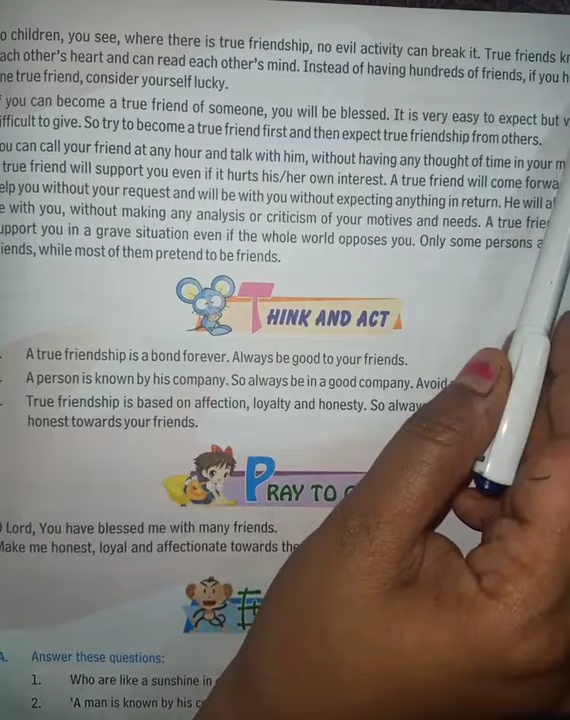 o children, you see, where there is true friendship, no evil activity can break it. True friends kr
ach other's heart and can read each other's mind. Instead of having hundreds of friends, if you h
ne true friend, consider yourself lucky.
you can become a true friend of someone, you will be blessed. It is very easy to expect but v
ifficult to give. So try to become a true friend first and then expect true friendship from others.
ou can call your friend at any hour and talk with him, without having any thought of time in your m
true friend will support you even if it hurts his/her own interest. A true friend will come forwa
elp you without your request and will be with you without expecting anything in return. He will al
e with you, without making any analysis or criticism of your motives and needs. A true frie
upport you in a grave situation even if the whole world opposes you. Only some persons a
iends, while most of them pretend to be friends.
THINK AND ACT
A true friendship is a bond forever. Always be good to your friends.
A person is known by his company. So always be in a good company. Avoid
True friendship is based on affection, loyalty and honesty. So alway
honest towards your friends.
PRAY TO
Lord, You have blessed me with many friends.
Make me honest, loyal and affectionate towards the
A. Answer these questions:
1. Who are like a sunshine in
2. 'A man is known by his c